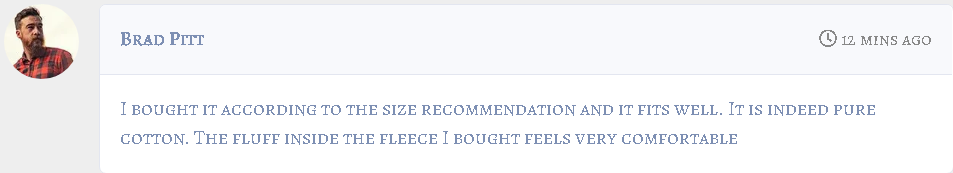 Brad Pitt
12 mins ago
I bought it according to the size recommendation and it fits well. It is indeed pure
cotton. The fluff inside the fleece I bought feels very comfortable